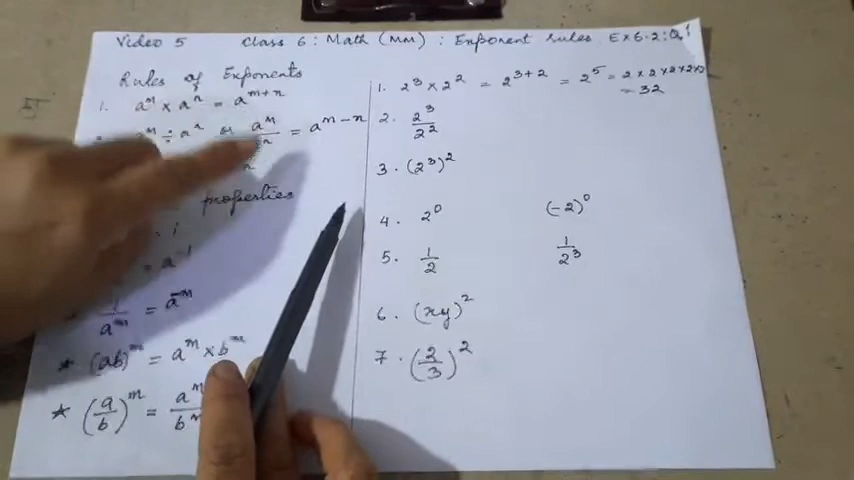 Video 5 Class 6 : Math (MM) : Exponent rules Ex 6.2 : Q1
Rules of Exponents
1. a^m × a^n = a^{m+n}
a^m ÷ a^n or a^m = a^{m-n}
n
n
properties
= 1
= a^{-1}
1/a^m = a^{-m}
* (ab)^m = a^m × b^m
* (a/b)^m = a^m/b^m
1. 2^3 × 2^2 = 2^{3+2} = 2^5 = 2×2×2×2×2
= 32
2. 2^3/2^2
3. (2^3)^2
4. 2^0 (-2)^0
5. 1/2 1/2^3
6. (xy)^2
7. (2/3)^2